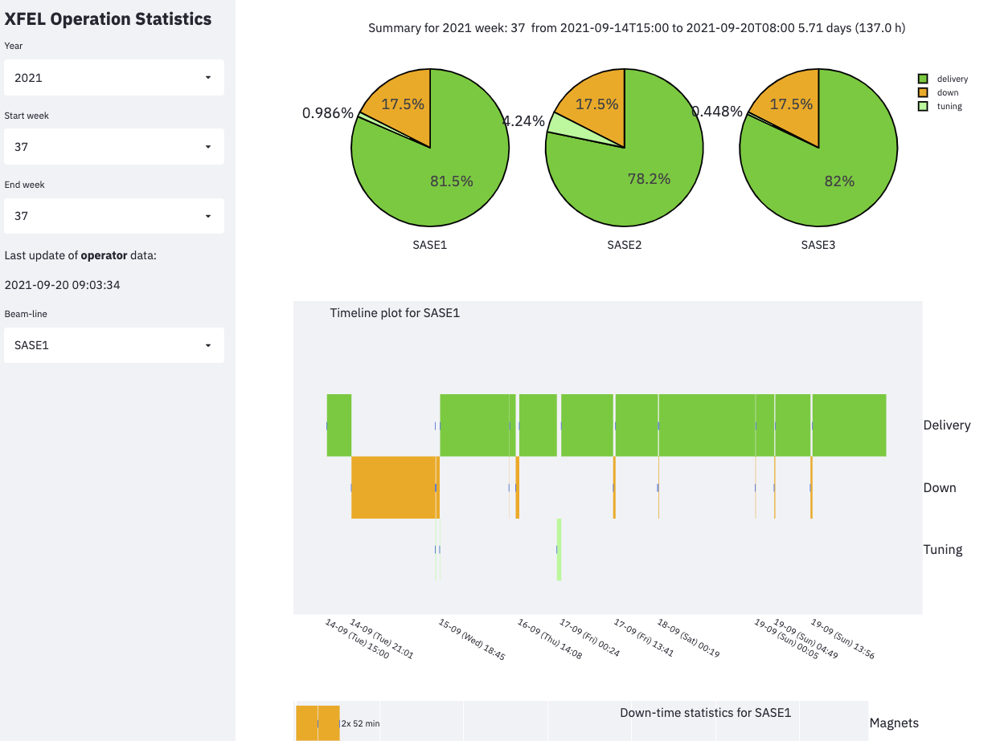 XFEL Operation Statistics
Year
2021
Start week
37
End week
37
Last update of operator data:
2021-09-20 09:03:34
Beam-line
SASE1
Summary for 2021 week: 37 from 2021-09-14T15:00 to 2021-09-20T08:00 5.71 days (137.0 h)
0.986%
17.5%
81.5%
SASE1
4.24%
17.5%
78.2%
SASE2
0.448%
17.5%
82%
SASE3
delivery
down
tuning
Timeline plot for SASE1
Delivery
Down
Tuning
14-09 (Tue) 15:00
14-09 (Tue) 21:01
15-09 (Wed) 18:45
16-09 (Thu) 14:08
17-09 (Fri) 00:24
17-09 (Fri) 13:41
18-09 (Sat) 00:19
19-09 (Sun) 00:05
19-09 (Sun) 04:49
19-09 (Sun) 13:56
Down-time statistics for SASE1
2x 52 min
Magnets